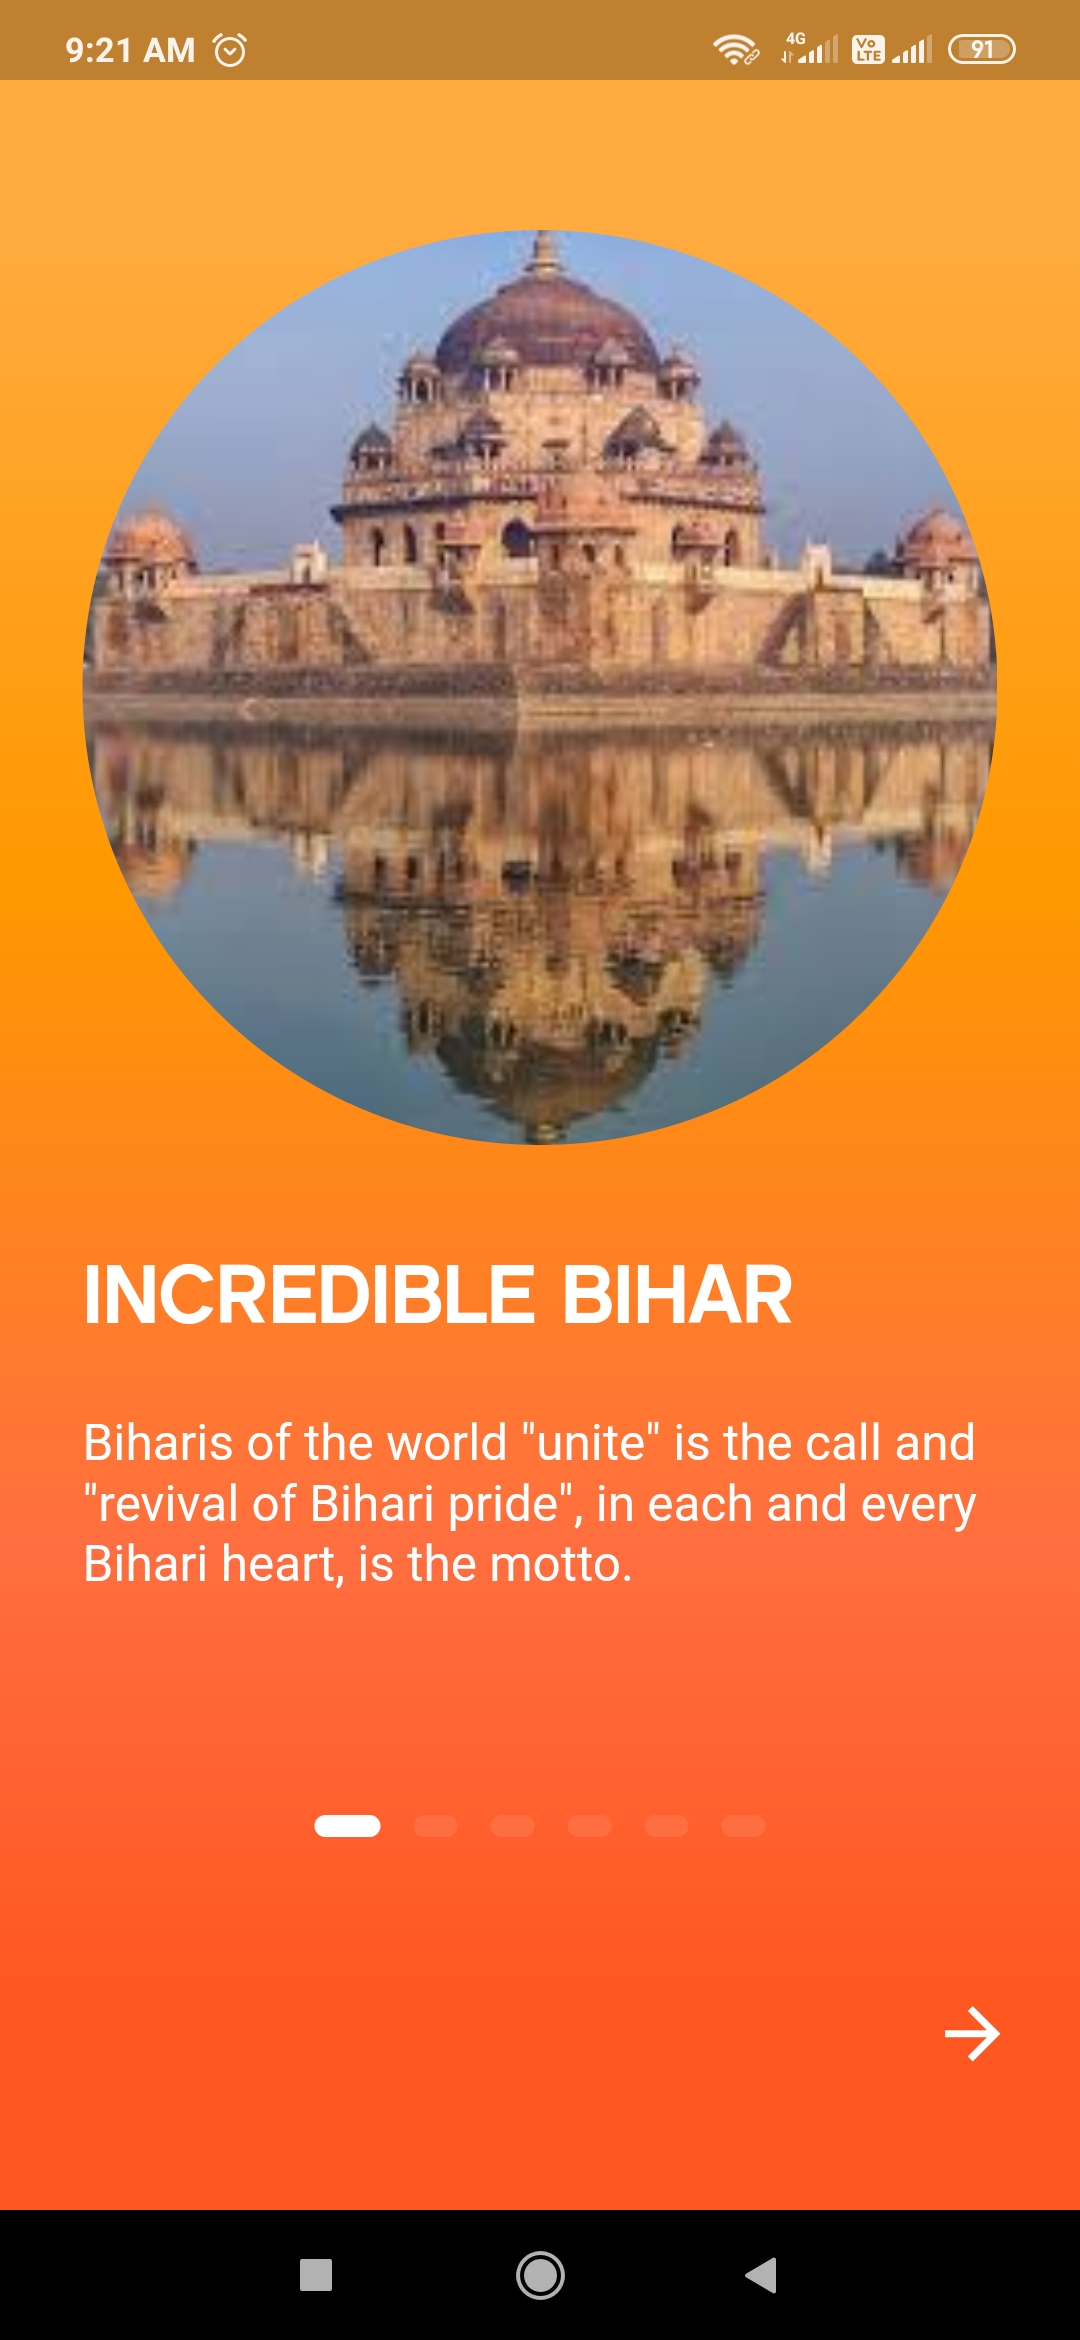 9:21 AM
4G
Vo
LTE
91
INCREDIBLE BIHAR
Biharis of the world "unite" is the call and
"revival of Bihari pride", in each and every
Bihari heart, is the motto.